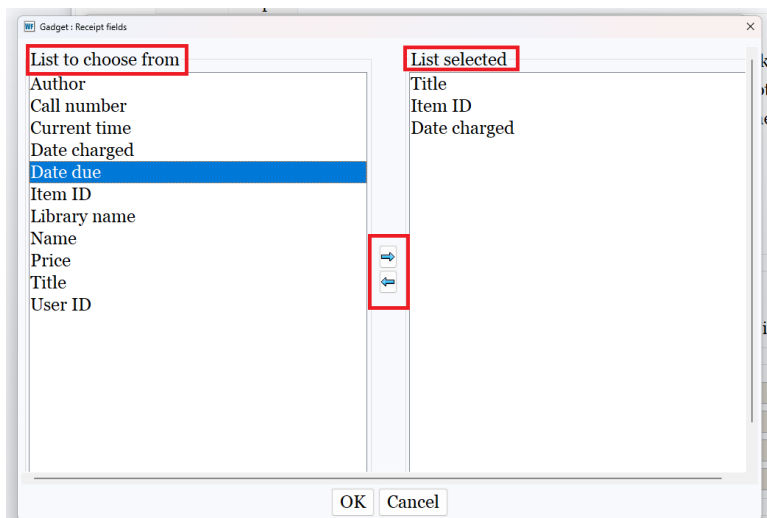 WF Gadget : Receipt fields
List to choose from
Author
Call number
Current time
Date charged
Date due
Item ID
Library name
Name
Price
Title
User ID
List selected
Title
Item ID
Date charged
OK Cancel